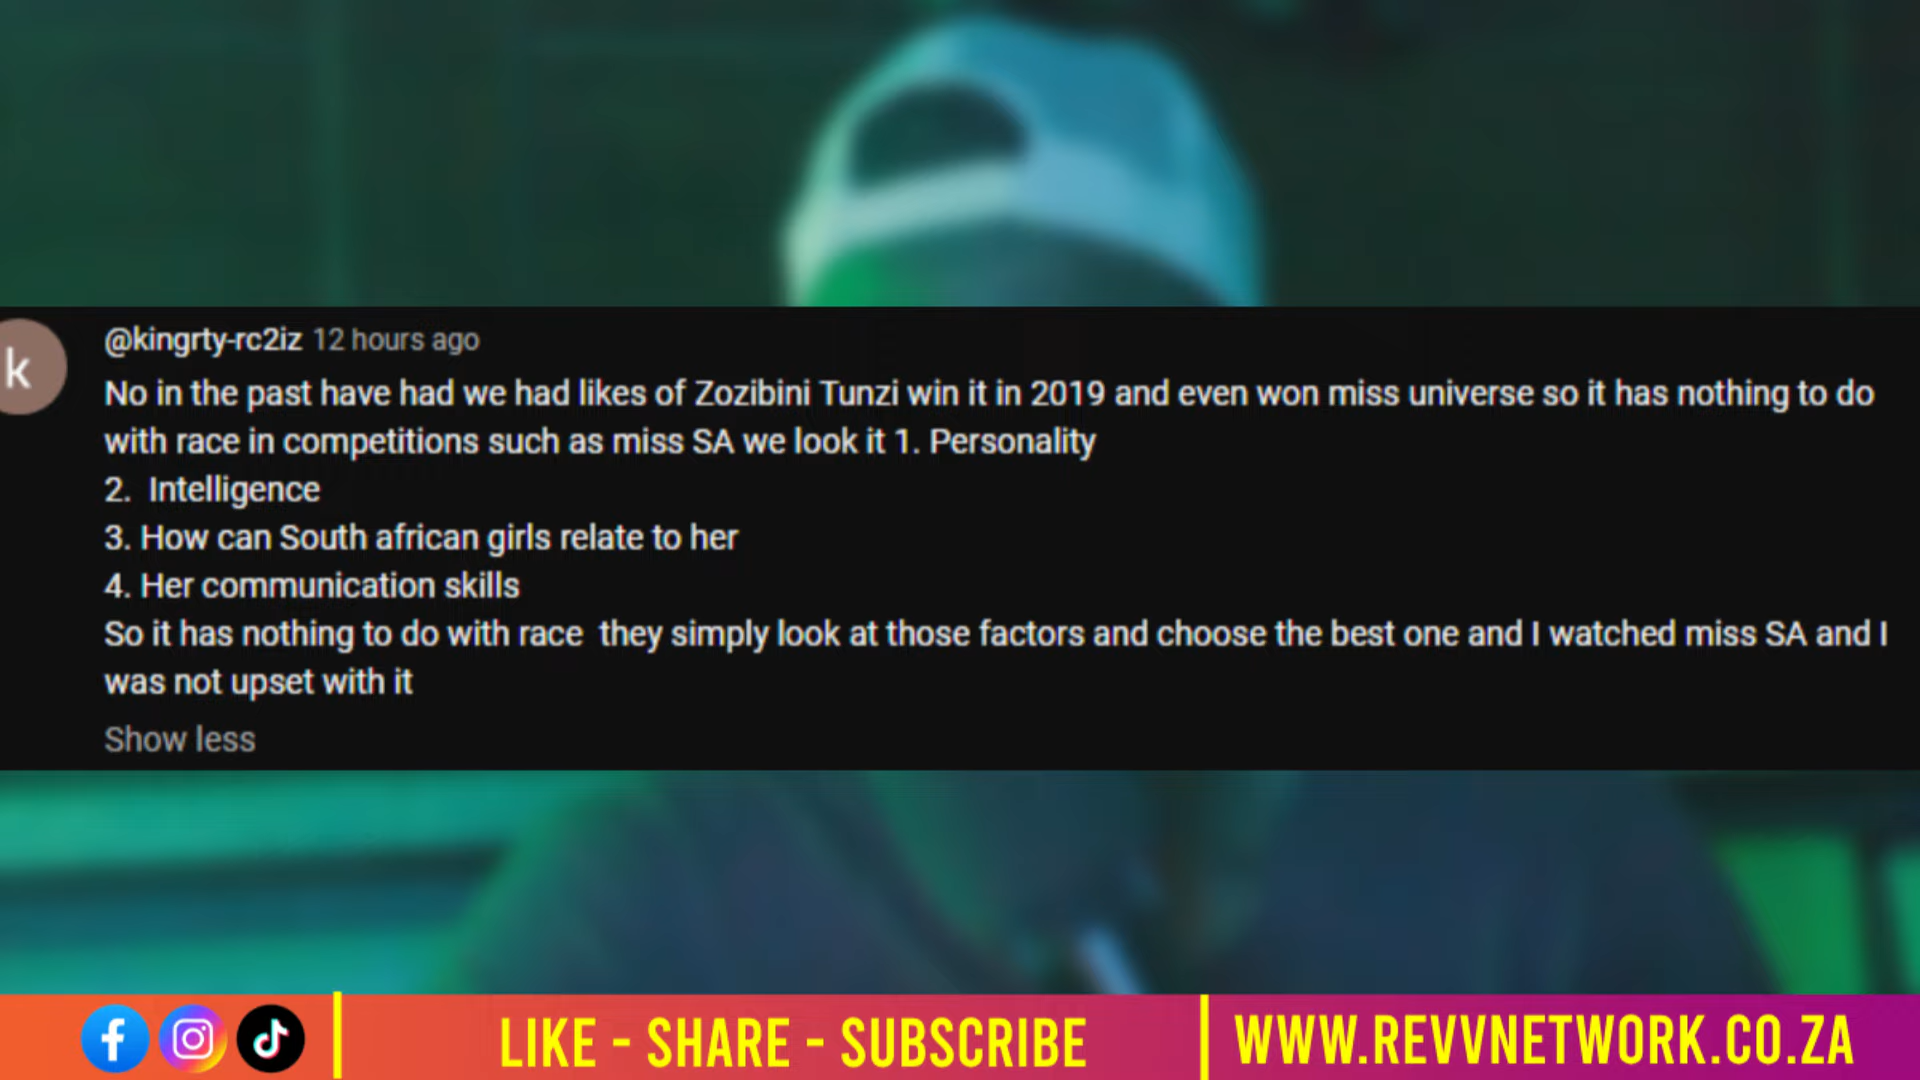 k
@kingrty-rc2iz 12 hours ago
No in the past have had we had likes of Zozibini Tunzi win it in 2019 and even won miss universe so it has nothing to do
with race in competitions such as miss SA we look it 1. Personality
2.  Intelligence
3. How can South african girls relate to her
4. Her communication skills
So it has nothing to do with race  they simply look at those factors and choose the best one and I watched miss SA and I
was not upset with it
Show less
LIKE - SHARE - SUBSCRIBE
WWW.REVVNETWORK.CO.ZA